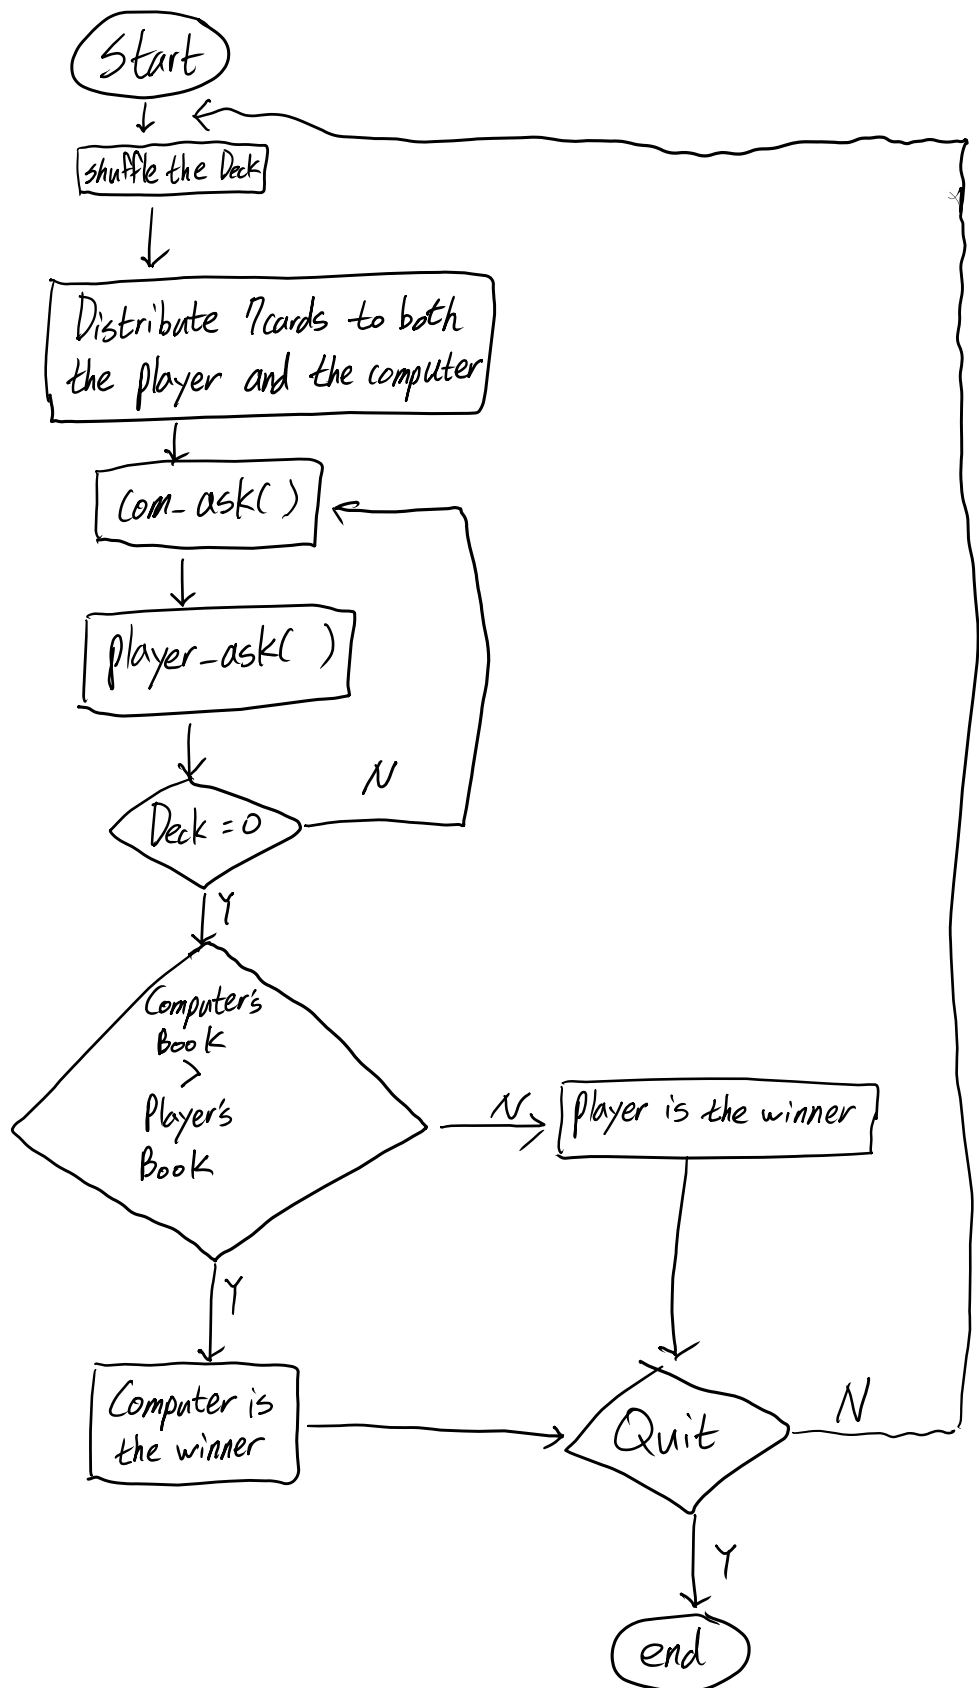 Start
shuffle the Deck
Distribute 7cards to both
the player and the computer
com_ask( )
player_ask( )
Deck = 0
N
Y
Computer's
Book
>
Player's
Book
N
player is the winner
Y
Computer is
the winner
Quit
N
Y
end